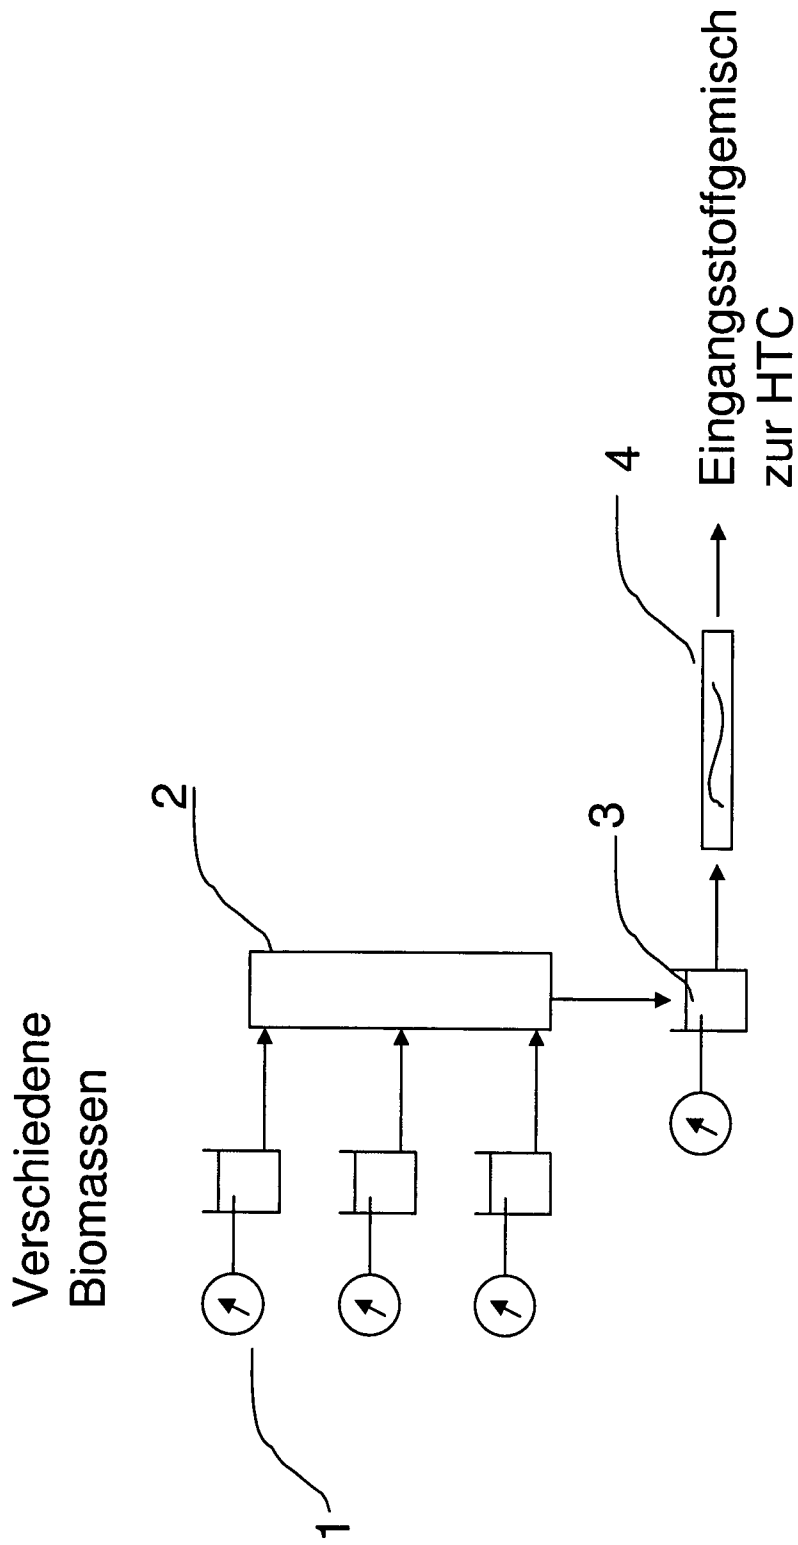 Verschiedene
Biomassen
1
2
3
4
Eingangsstoffgemisch
zur HTC